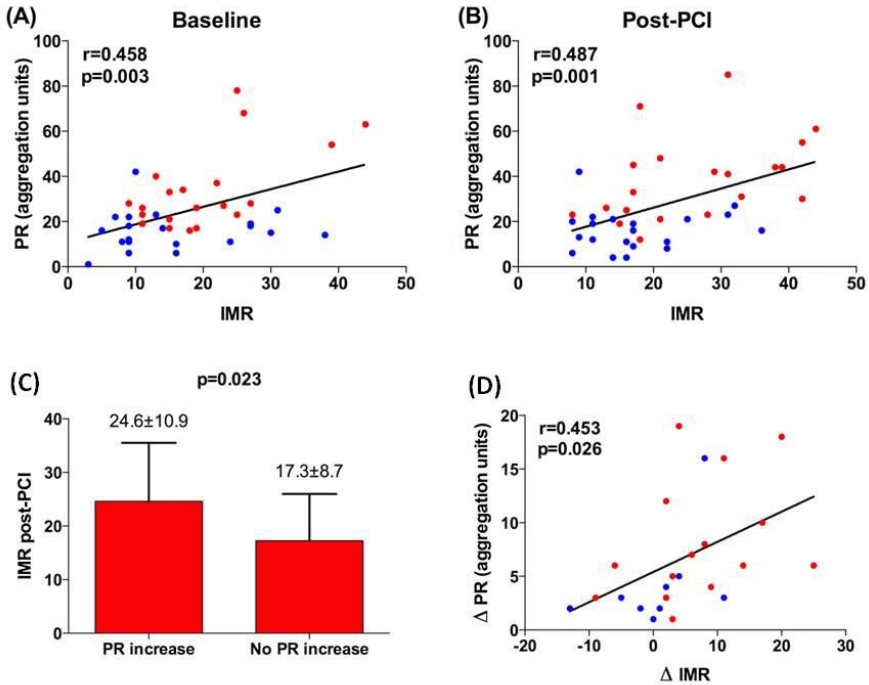 (A)
Baseline
r=0.458
p=0.003
PR (aggregation units)
100
80
60
40
20
0
0 10 20 30 40 50
IMR
(B)
Post-PCI
r=0.487
p=0.001
PR (aggregation units)
100
80
60
40
20
0
0 10 20 30 40 50
IMR
(C)
p=0.023
IMR post-PCI
40
30
20
10
0
24.6±10.9
17.3±8.7
PR increase No PR increase
(D)
r=0.453
p=0.026
Δ PR (aggregation units)
20
15
10
5
0
-20 -10 0 10 20 30
Δ IMR